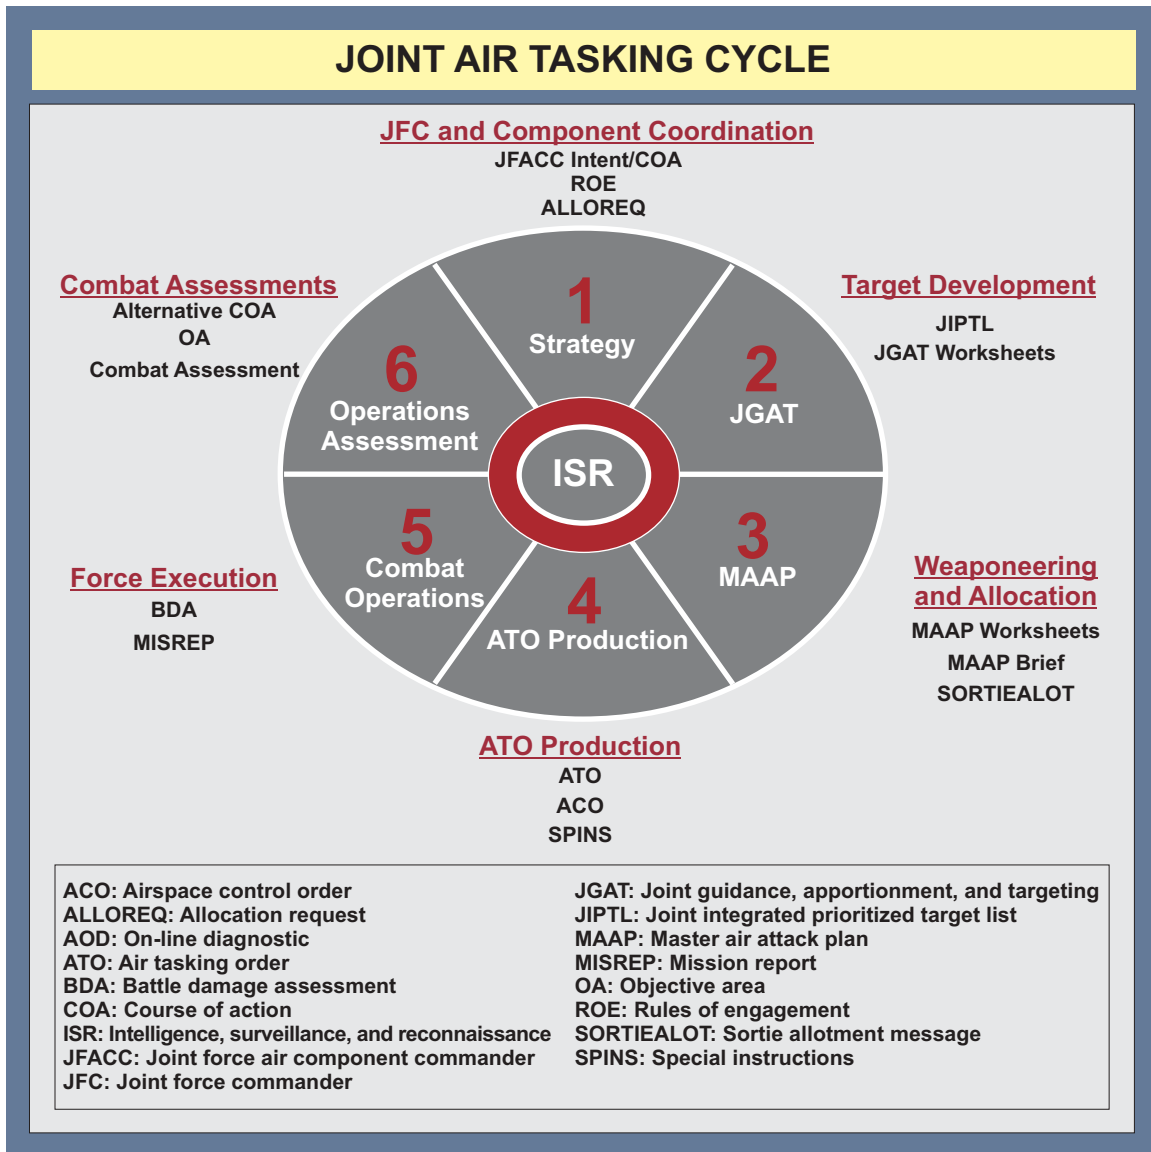 JOINT AIR TASKING CYCLE
JFC and Component Coordination
JFACC Intent/COA
ROE
ALLOREQ
Combat Assessments
Alternative COA
OA
Combat Assessment
Target Development
JIPTL
JGAT Worksheets
1
Strategy
2
JGAT
6
Operations
Assessment
ISR
5
Combat
Operations
4
ATO Production
3
MAAP
Force Execution
BDA
MISREP
Weaponeering
and Allocation
MAAP Worksheets
MAAP Brief
SORTIEALOT
ATO Production
ATO
ACO
SPINS
ACO: Airspace control order
ALLOREQ: Allocation request
AOD: On-line diagnostic
ATO: Air tasking order
BDA: Battle damage assessment
COA: Course of action
ISR: Intelligence, surveillance, and reconnaissance
JFACC: Joint force air component commander
JFC: Joint force commander
JGAT: Joint guidance, apportionment, and targeting
JIPTL: Joint integrated prioritized target list
MAAP: Master air attack plan
MISREP: Mission report
OA: Objective area
ROE: Rules of engagement
SORTIEALOT: Sortie allotment message
SPINS: Special instructions